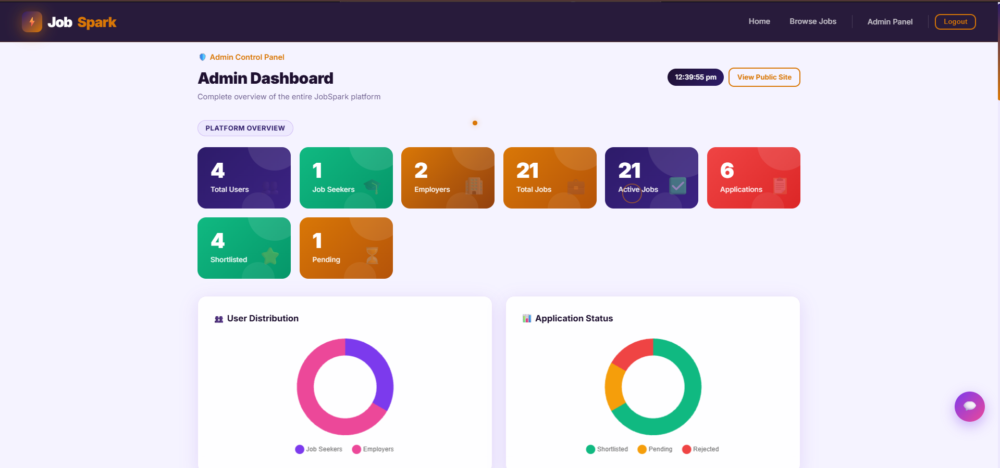 Job Spark
Home
Browse Jobs
Admin Panel
Logout
Admin Control Panel
Admin Dashboard
Complete overview of the entire JobSpark platform
12:39:55 pm
View Public Site
PLATFORM OVERVIEW
4
Total Users
1
Job Seekers
2
Employers
21
Total Jobs
21
Active Jobs
6
Applications
4
Shortlisted
1
Pending
User Distribution
Job Seekers
Employers
Application Status
Shortlisted
Pending
Rejected